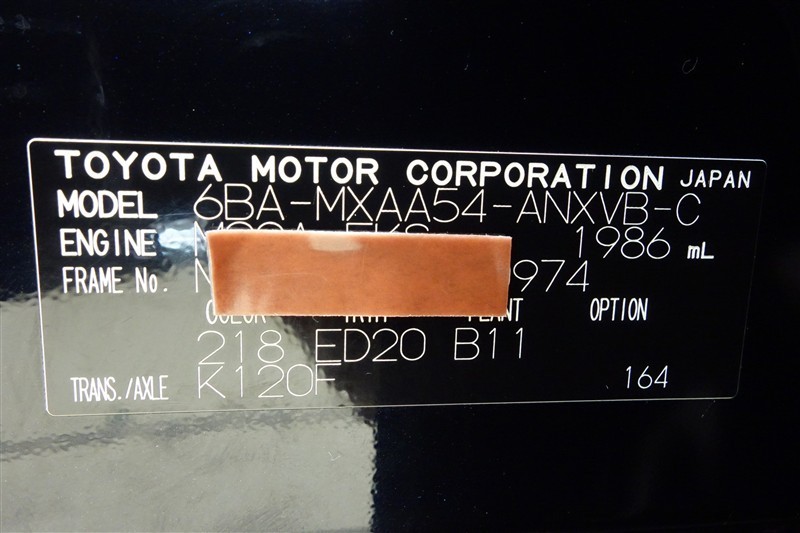 TOYOTA MOTOR CORPORATION JAPAN
MODEL 6BA-MXAA54-ANXVB-C
ENGINE 1986 mL
FRAME No. 974
PLANT OPTION
218 ED20 B11
TRANS./AXLE K120F 164